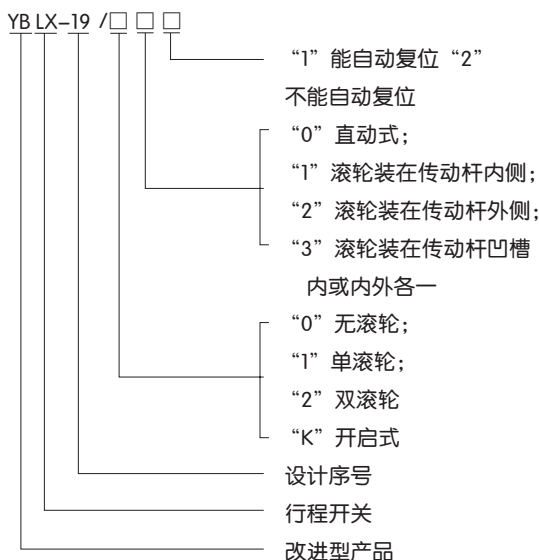 YB LX-19 /□ □ □
“1”能自动复位“2”
不能自动复位
“0”直动式；
“1”滚轮装在传动杆内侧；
“2”滚轮装在传动杆外侧；
“3”滚轮装在传动杆凹槽
内或内外各一
“0”无滚轮；
“1”单滚轮；
“2”双滚轮
“K”开启式
设计序号
行程开关
改进型产品